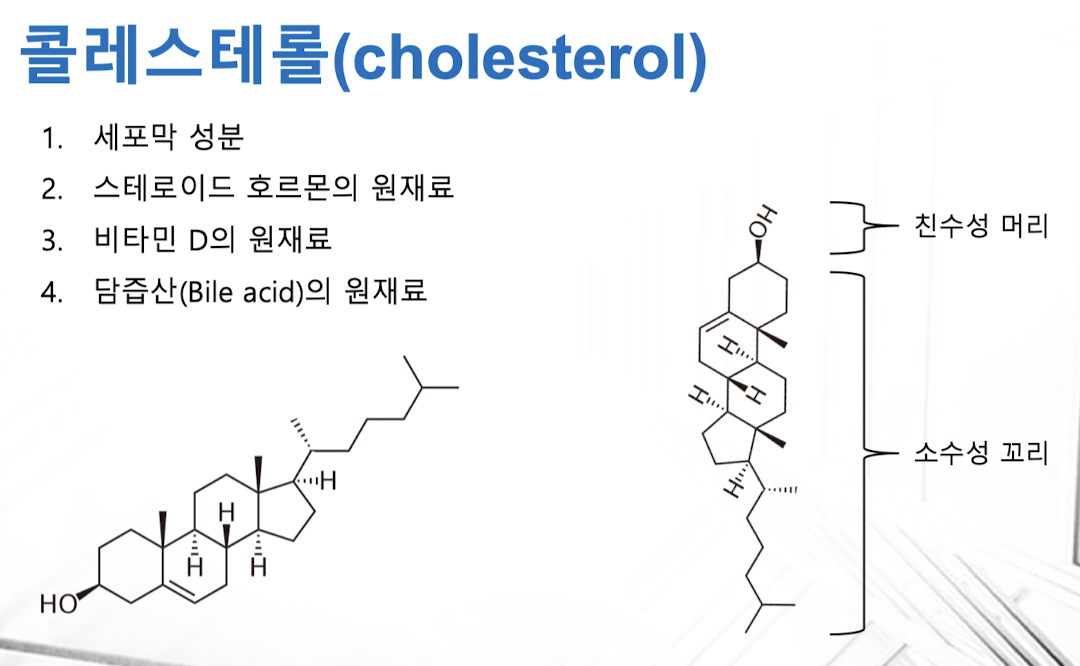 콜레스테롤(cholesterol)
1. 세포막 성분
2. 스테로이드 호르몬의 원재료
3. 비타민 D의 원재료
4. 담즙산(Bile acid)의 원재료
HO
H
H
H
H
OH
H
H
H
H
친수성 머리
소수성 꼬리